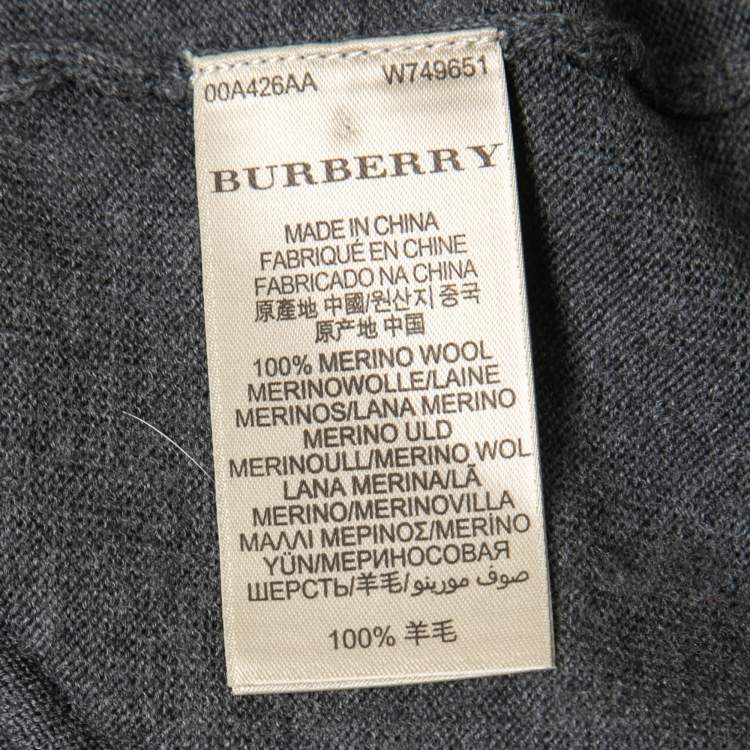 00A426AA W749651
BURBERRY
MADE IN CHINA
FABRIQUÉ EN CHINE
FABRICADO NA CHINA
原產地 中國/원산지 중국
原产地 中国
100% MERINO WOOL
MERINOWOLLE/LAINE
MERINOS/LANA MERINO
MERINO ULD
MERINOULL/MERINO WOL
LANA MERINA/LÃ
MERINO/MERINOVILLA
ΜΑΛΛΙ ΜΕΡΙΝΟΣ/MERİNO
YÜN/МЕРИНОСОВАЯ
ШЕРСТЬ/羊毛/صوف مورينو
100% 羊毛